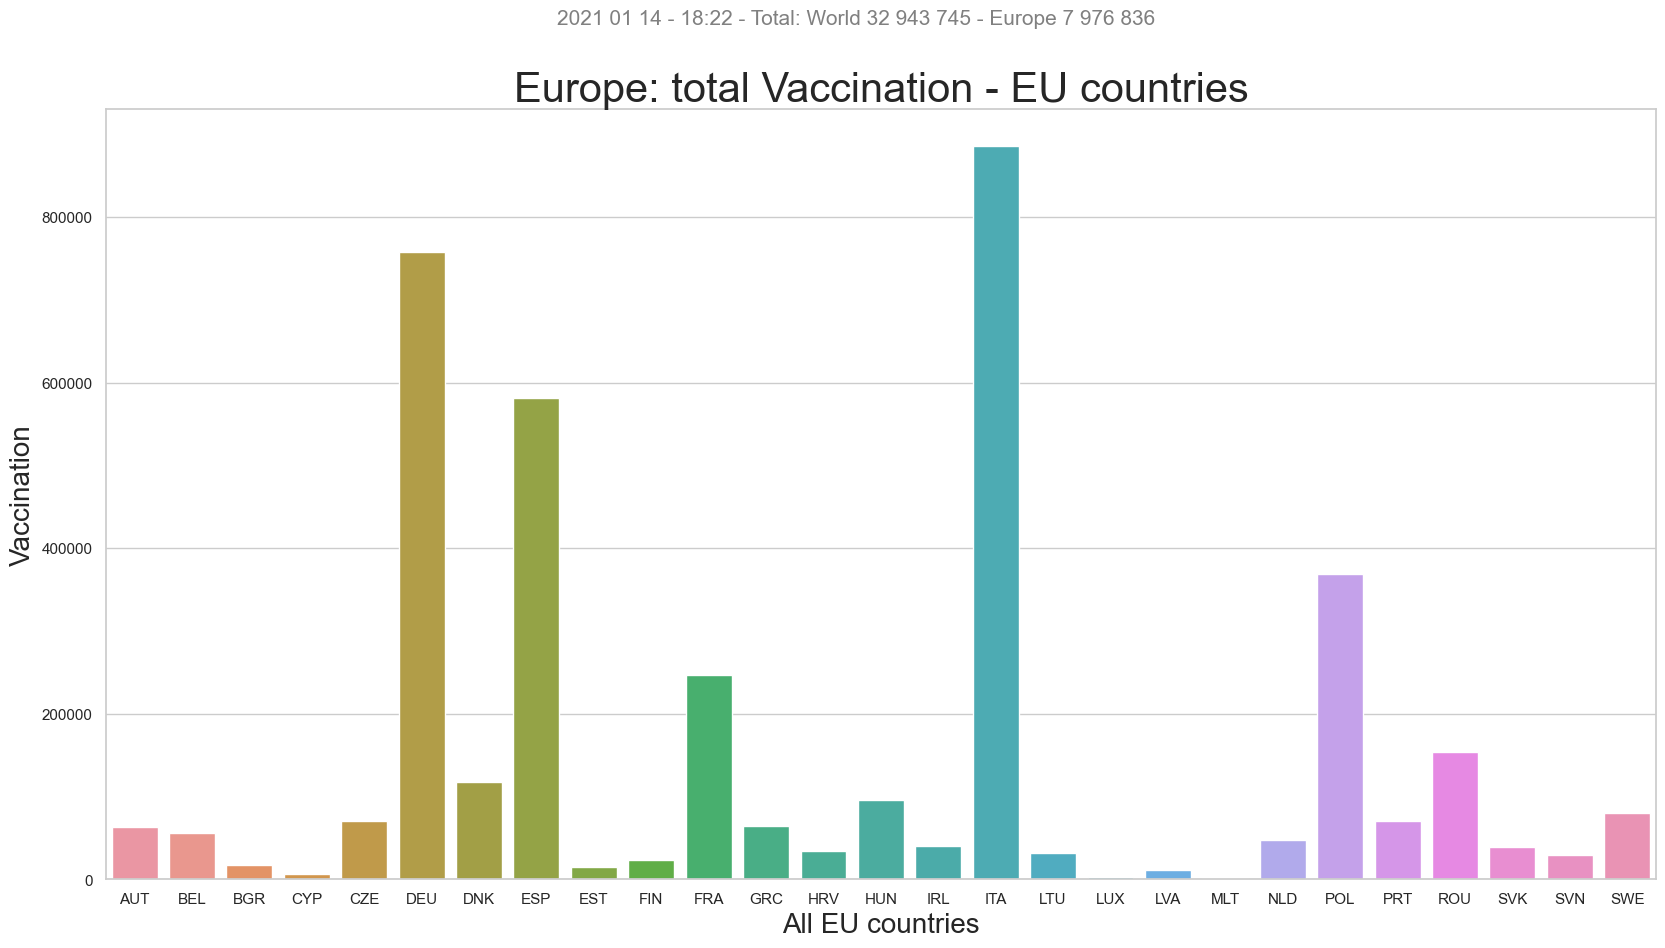 2021 01 14 - 18:22 - Total: World 32 943 745 - Europe 7 976 836
Europe: total Vaccination - EU countries
Vaccination
800000
600000
400000
200000
0
AUT BEL BGR CYP CZE DEU DNK ESP EST FIN FRA GRC HRV HUN IRL ITA LTU LUX LVA MLT NLD POL PRT ROU SVK SVN SWE
All EU countries